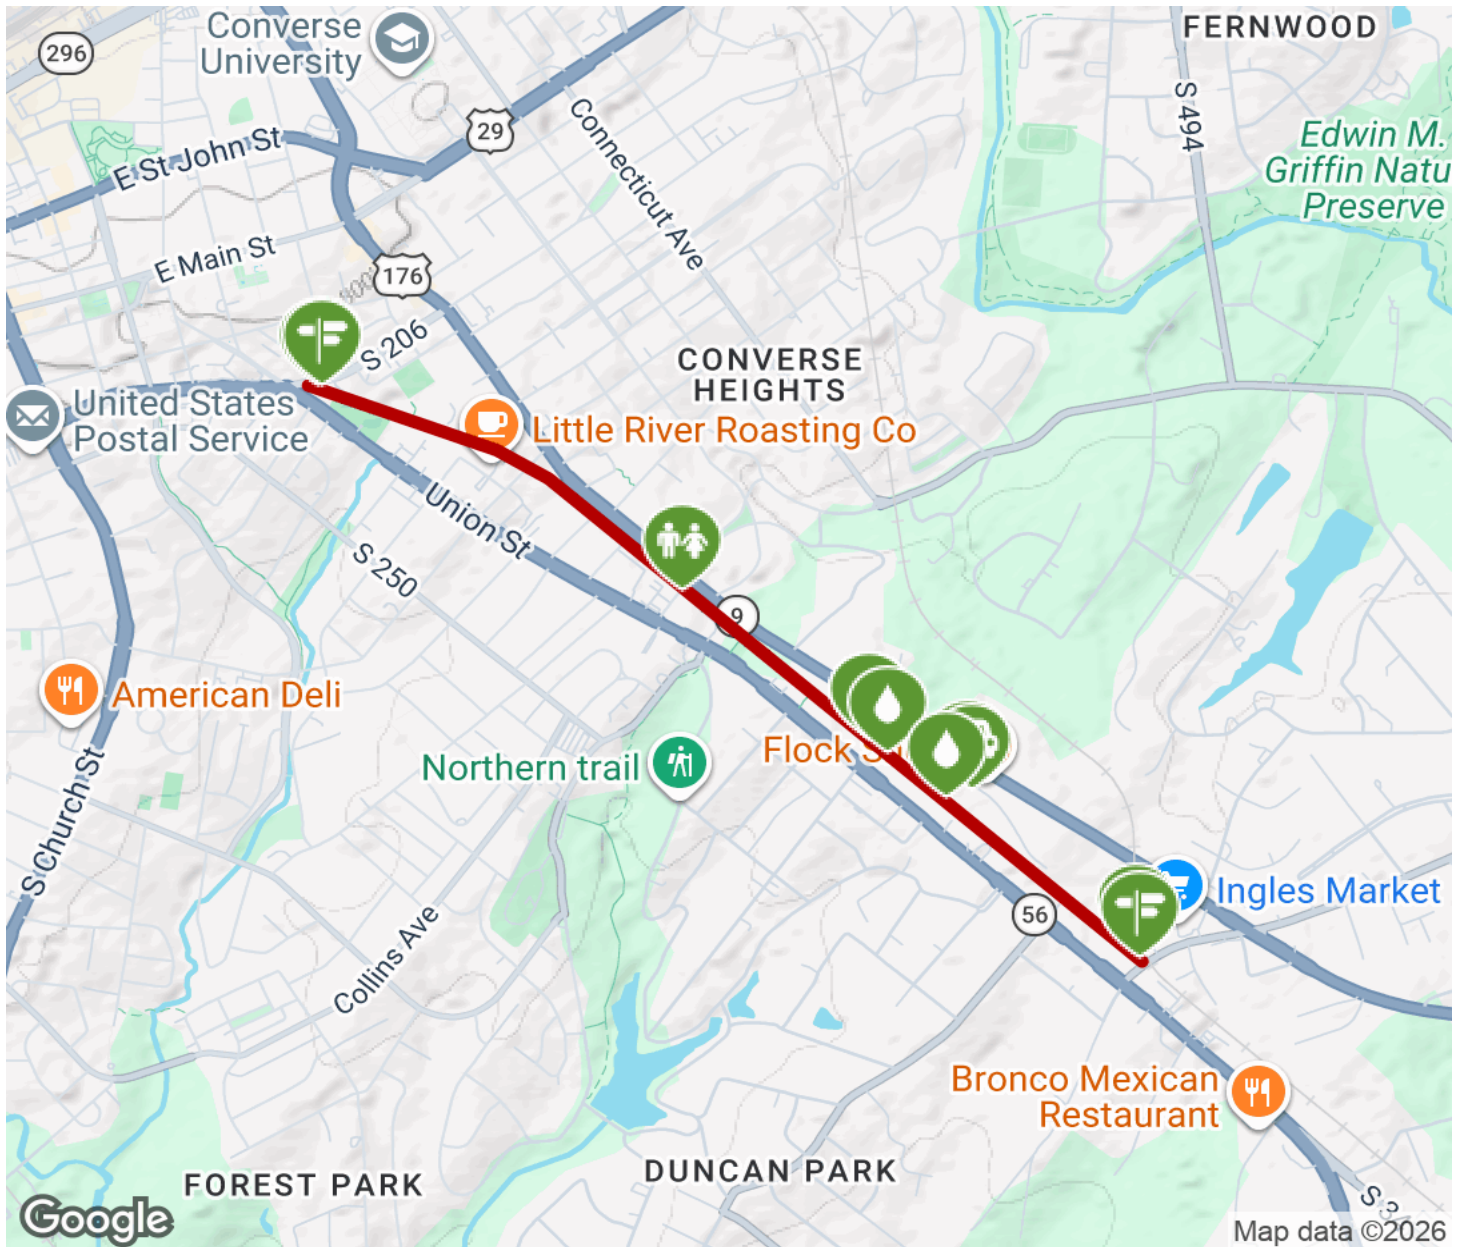 296
Converse
University
FERNWOOD
29
Connecticut Ave
S 494
Edwin M.
Griffin Natu
Preserve
E St John St
E Main St
176
S 206
CONVERSE
HEIGHTS
United States
Postal Service
Little River Roasting Co
Union St
S 250
9
American Deli
Northern trail
Flock S
S Church St
56
Ingles Market
Collins Ave
Bronco Mexican
Restaurant
DUNCAN PARK
FOREST PARK
Google
Map data ©2026